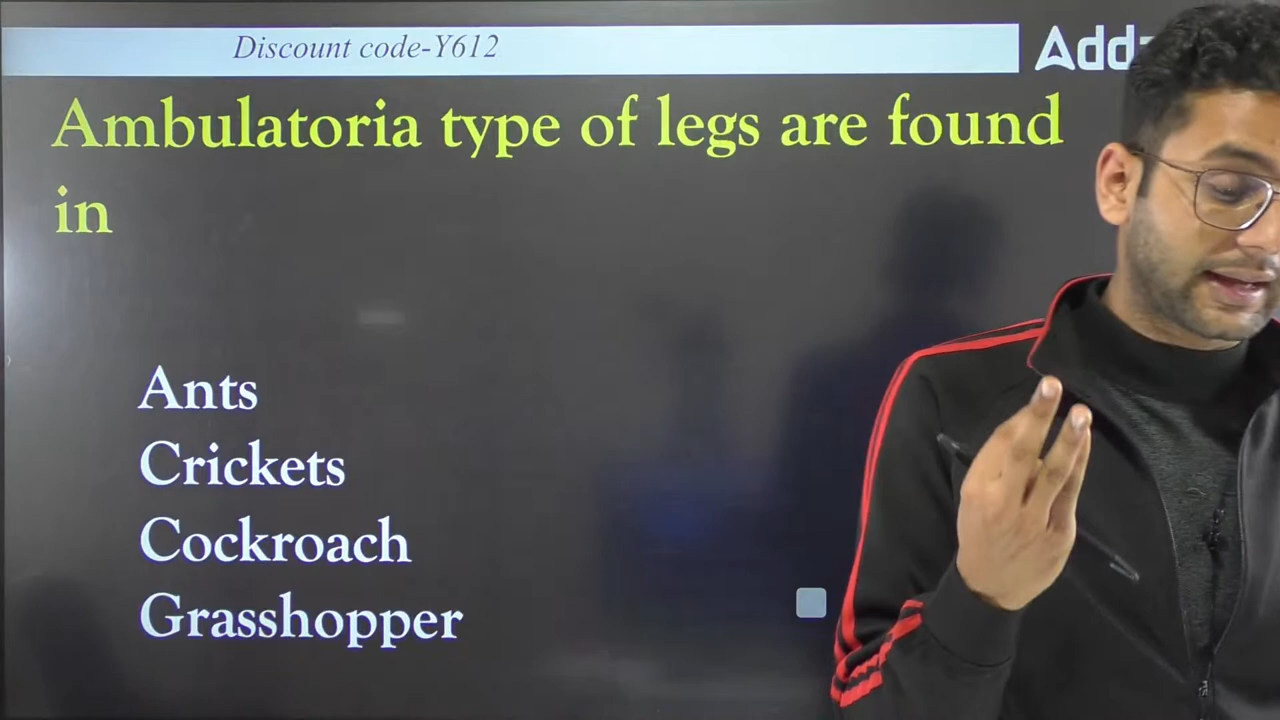 Discount code-Y612
Ambulatoria type of legs are found
in
Ants
Crickets
Cockroach
Grasshopper